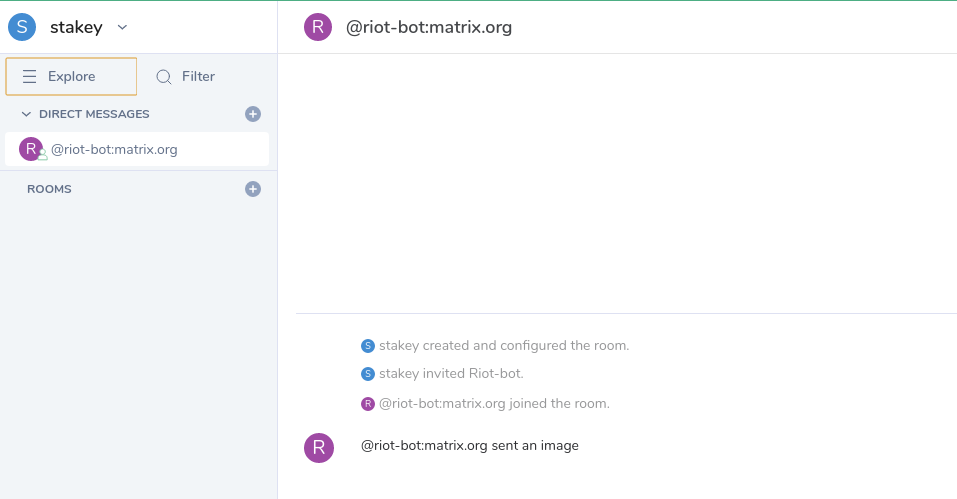 S stakey
R @riot-bot:matrix.org
Explore
Filter
DIRECT MESSAGES
R @riot-bot:matrix.org
ROOMS
S stakey created and configured the room.
S stakey invited Riot-bot.
R @riot-bot:matrix.org joined the room.
R @riot-bot:matrix.org sent an image